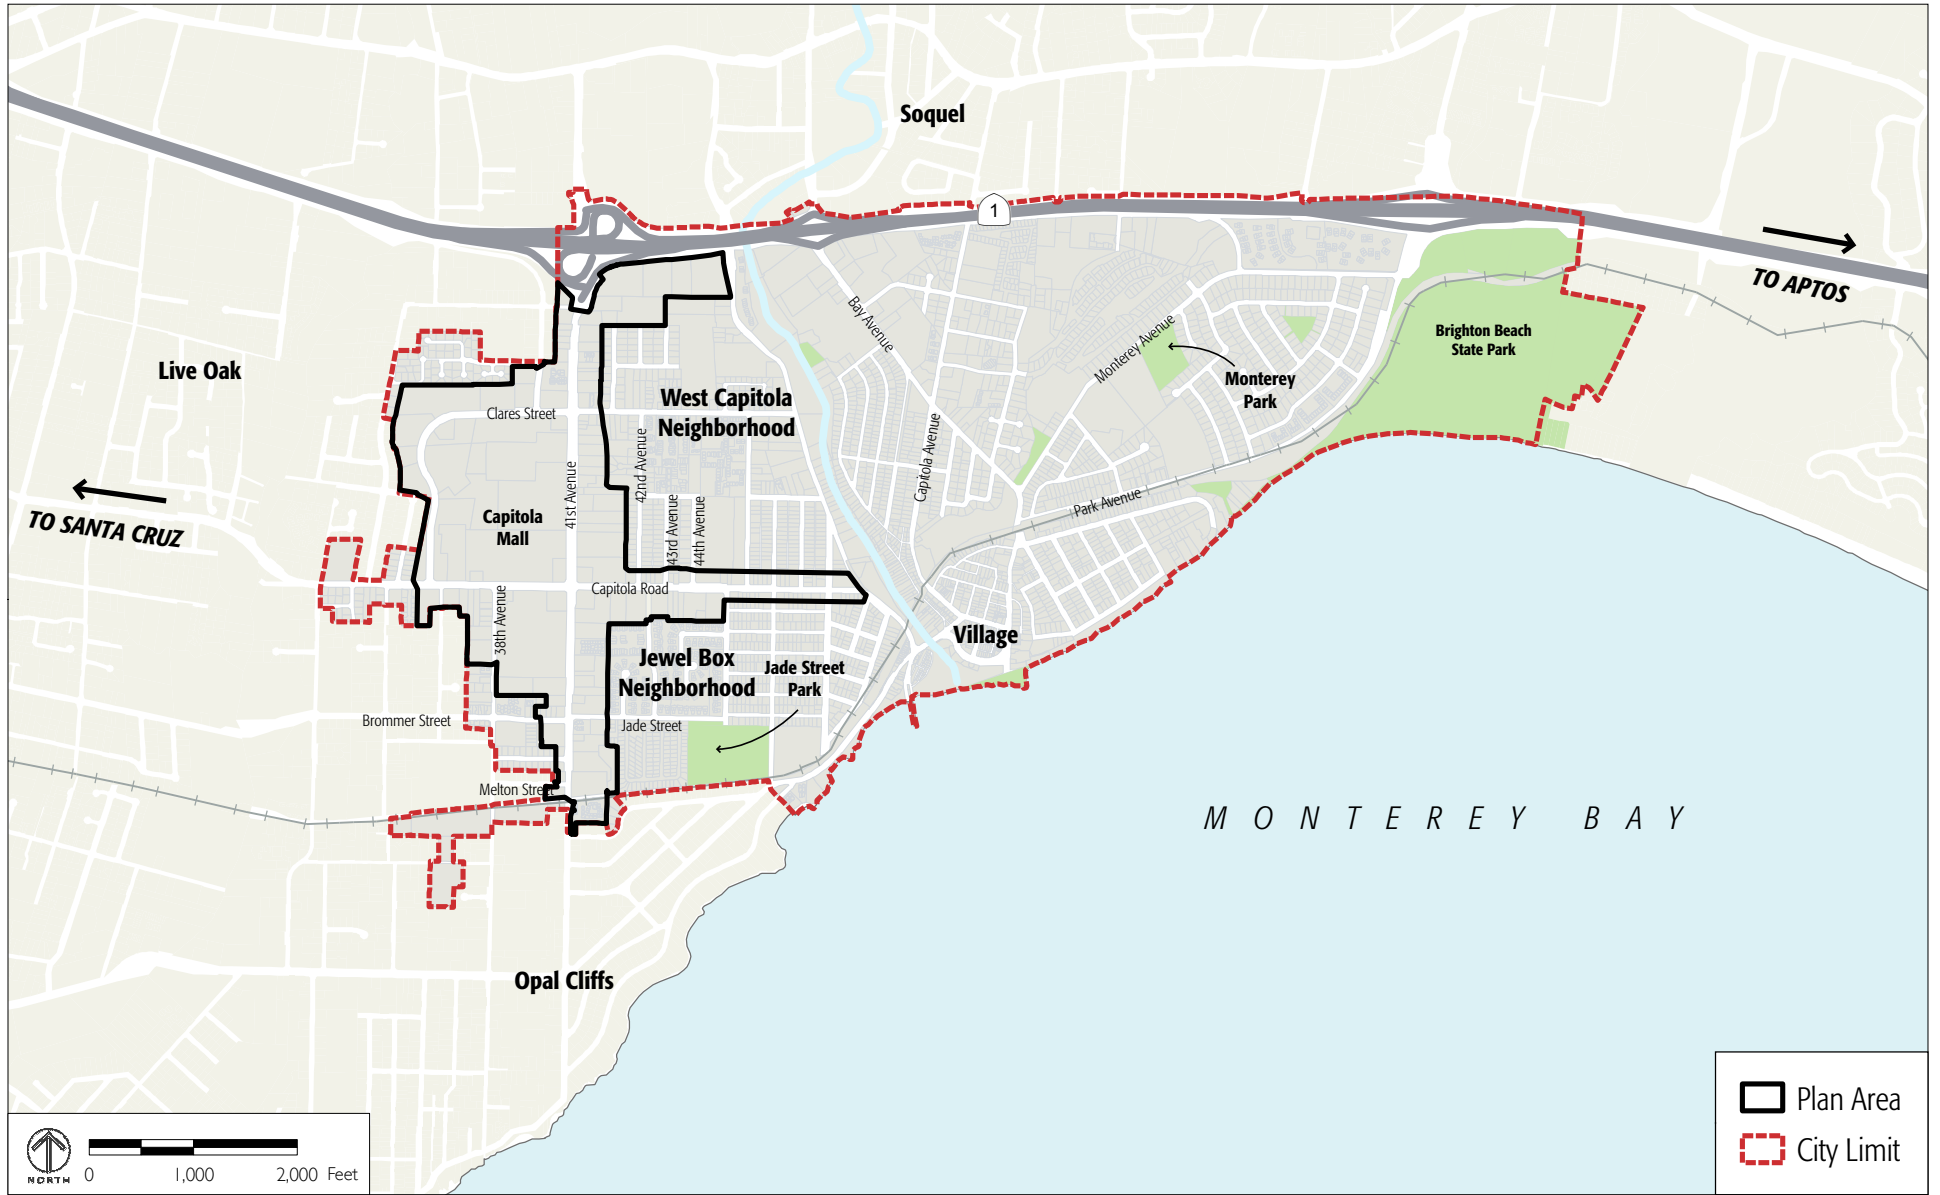 Soquel
1
TO APTOS
Bay Avenue
Monterey Avenue
Brighton Beach
State Park
Live Oak
Monterey
Park
West Capitola
Neighborhood
Clares Street
42nd Avenue
Capitola Avenue
41st Avenue
TO SANTA CRUZ
Capitola
Mall
43rd Avenue
44th Avenue
Park Avenue
Capitola Road
38th Avenue
Village
Jewel Box
Neighborhood
Jade Street
Park
Brommer Street
Jade Street
Melton Street
MONTEREY BAY
Opal Cliffs
Plan Area
City Limit
NORTH
0 1,000 2,000 Feet